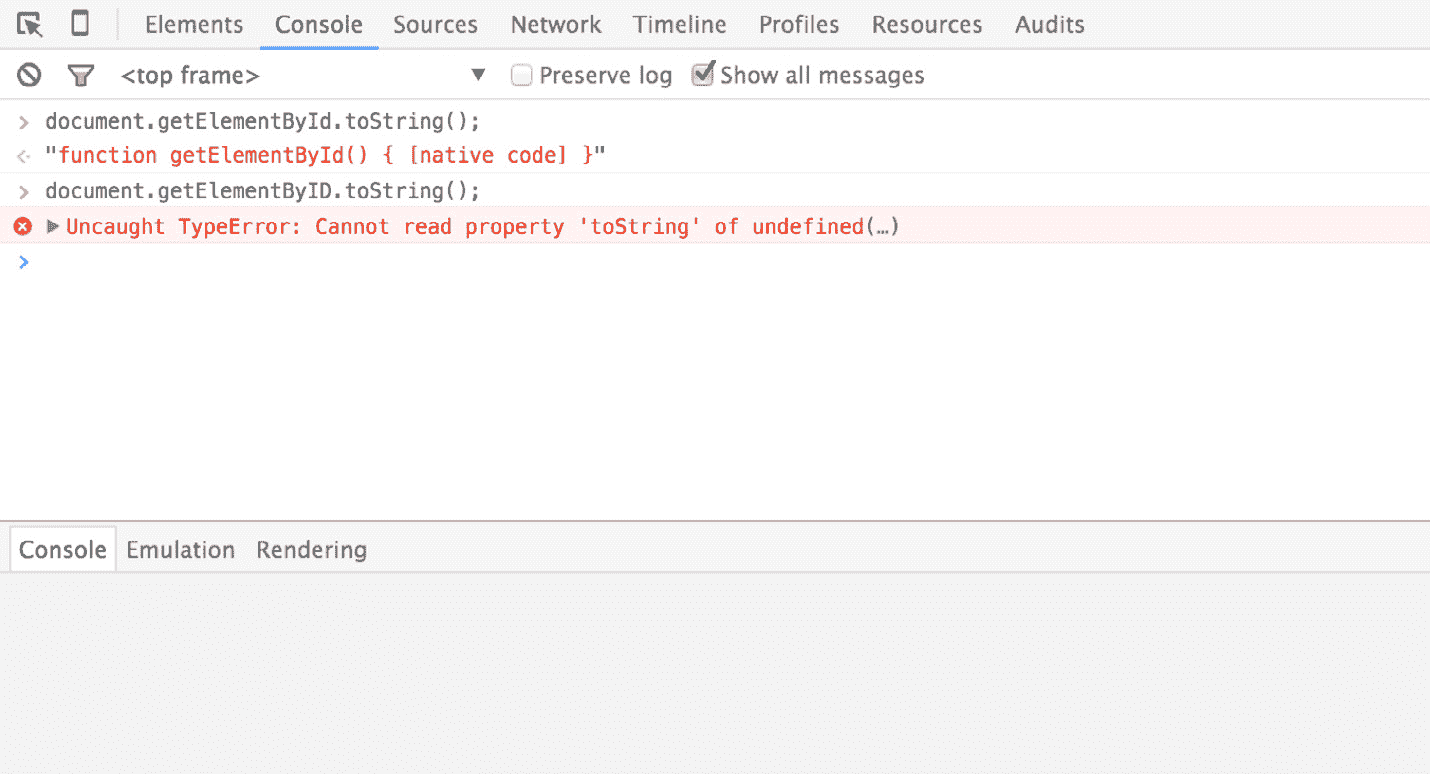 Elements Console Sources Network Timeline Profiles Resources Audits
<top frame> ▼ Preserve log Show all messages
> document.getElementById.toString();
"function getElementById() { [native code] }"
> document.getElementByID.toString();
Uncaught TypeError: Cannot read property 'toString' of undefined(…)
>
Console Emulation Rendering